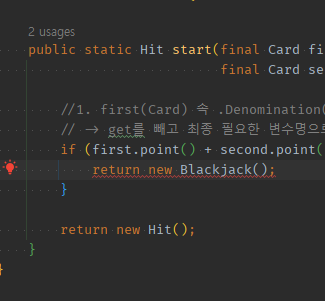 2 usages
public static Hit start(final Card fi
final Card se
//1. first(Card) 속 .Denomination(
// -> get를 빼고 최종 필요한 변수명으로
if (first.point() + second.point(
return new Blackjack();
}
return new Hit();
}
}